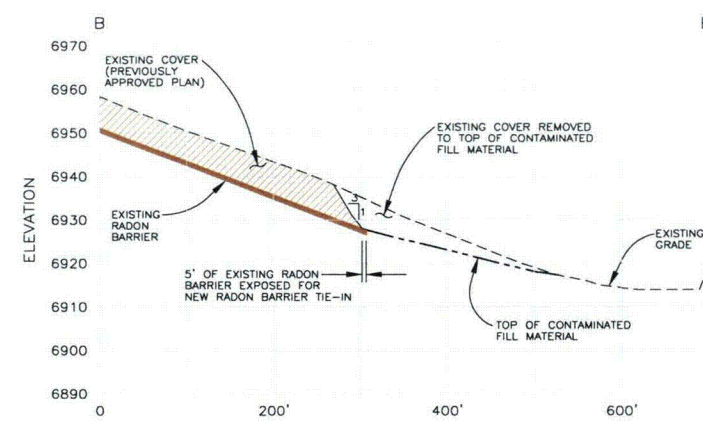 B
6970
EXISTING COVER
(PREVIOUSLY
APPROVED PLAN)
6960
6950
EXISTING COVER REMOVED
TO TOP OF CONTAMINATED
FILL MATERIAL
6940
3
1
6930
EXISTING
RADON
BARRIER
EXISTING
GRADE
6920
5' OF EXISTING RADON
BARRIER EXPOSED FOR
NEW RADON BARRIER TIE-IN
6910
TOP OF CONTAMINATED
FILL MATERIAL
6900
6890
ELEVATION
0
200'
400'
600'